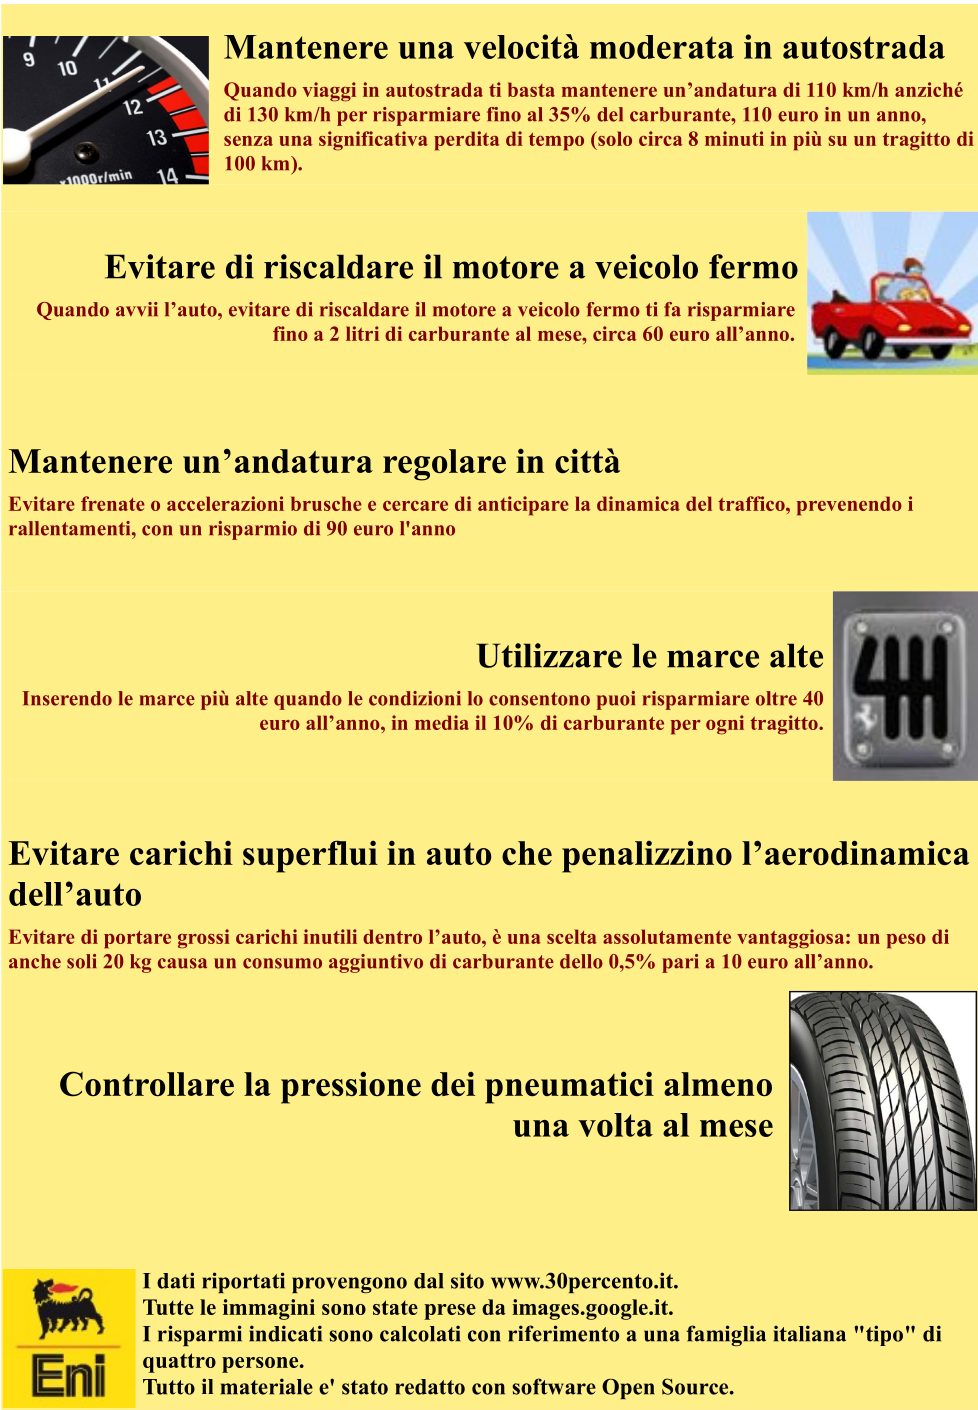 9
10
11
12
13
14
x1000r/min
Mantenere una velocità moderata in autostrada
Quando viaggi in autostrada ti basta mantenere un’andatura di 110 km/h anziché
di 130 km/h per risparmiare fino al 35% del carburante, 110 euro in un anno,
senza una significativa perdita di tempo (solo circa 8 minuti in più su un tragitto di
100 km).
Evitare di riscaldare il motore a veicolo fermo
Quando avvii l’auto, evitare di riscaldare il motore a veicolo fermo ti fa risparmiare
fino a 2 litri di carburante al mese, circa 60 euro all’anno.
Mantenere un’andatura regolare in città
Evitare frenate o accelerazioni brusche e cercare di anticipare la dinamica del traffico, prevenendo i
rallentamenti, con un risparmio di 90 euro l'anno
Utilizzare le marce alte
Inserendo le marce più alte quando le condizioni lo consentono puoi risparmiare oltre 40
euro all’anno, in media il 10% di carburante per ogni tragitto.
Evitare carichi superflui in auto che penalizzino l’aerodinamica
dell’auto
Evitare di portare grossi carichi inutili dentro l’auto, è una scelta assolutamente vantaggiosa: un peso di
anche soli 20 kg causa un consumo aggiuntivo di carburante dello 0,5% pari a 10 euro all’anno.
Controllare la pressione dei pneumatici almeno
una volta al mese
Eni
I dati riportati provengono dal sito www.30percento.it.
Tutte le immagini sono state prese da images.google.it.
I risparmi indicati sono calcolati con riferimento a una famiglia italiana "tipo" di
quattro persone.
Tutto il materiale e' stato redatto con software Open Source.